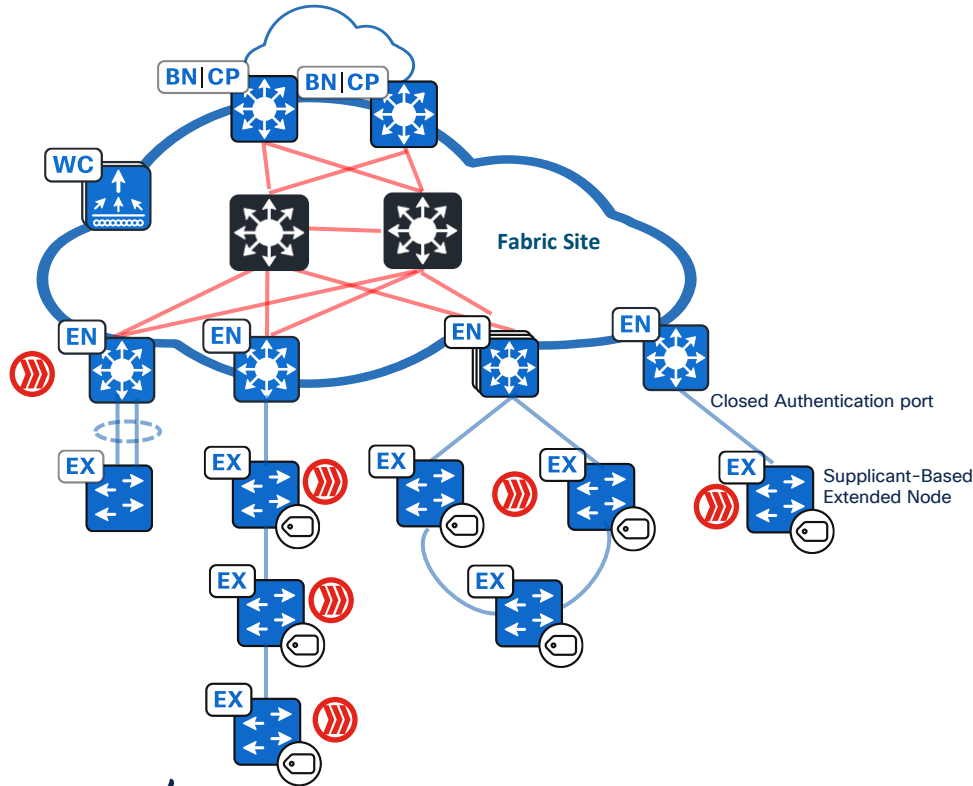 BN|CP
BN|CP
WC
Fabric Site
EN
EN
EN
EN
Closed Authentication port
EX
EX
EX
EX
EX
Supplicant-Based
Extended Node
EX
EX
EX